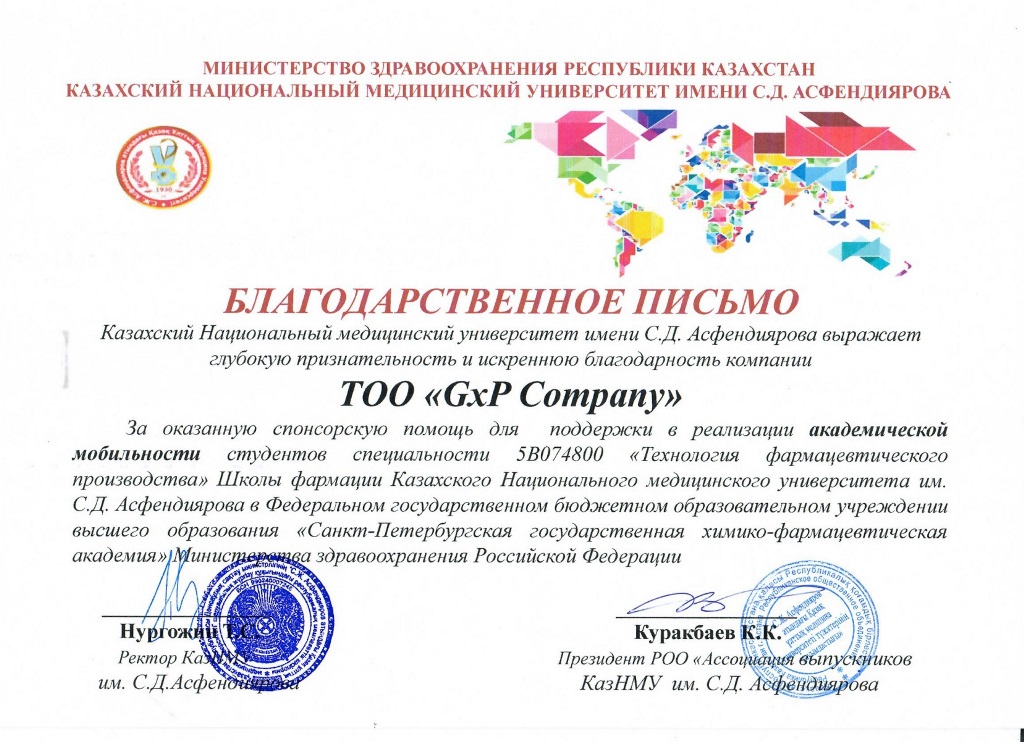 МИНИСТЕРСТВО ЗДРАВООХРАНЕНИЯ РЕСПУБЛИКИ КАЗАХСТАН
КАЗАХСКИЙ НАЦИОНАЛЬНЫЙ МЕДИЦИНСКИЙ УНИВЕРСИТЕТ ИМЕНИ С.Д. АСФЕНДИЯРОВА
1930
БЛАГОДАРСТВЕННОЕ ПИСЬМО
Казахский Национальный медицинский университет имени С.Д. Асфендиярова выражает
глубокую признательность и искреннюю благодарность компании
ТОО «GxP Company»
За оказанную спонсорскую помощь для поддержки в реализации академической
мобильности студентов специальности 5В074800 «Технология фармацевтического
производства» Школы фармации Казахского Национального медицинского университета им.
С.Д. Асфендиярова в Федеральном государственном бюджетном образовательном учреждении
высшего образования «Санкт-Петербургская государственная химико-фармацевтическая
академия» Министерства здравоохранения Российской Федерации
Нургожин Т.С.
Ректор КазНМУ
им. С.Д.Асфендиярова
Куракбаев К.К.
Президент РОО «Ассоциация выпускников
КазНМУ им. С.Д. Асфендиярова